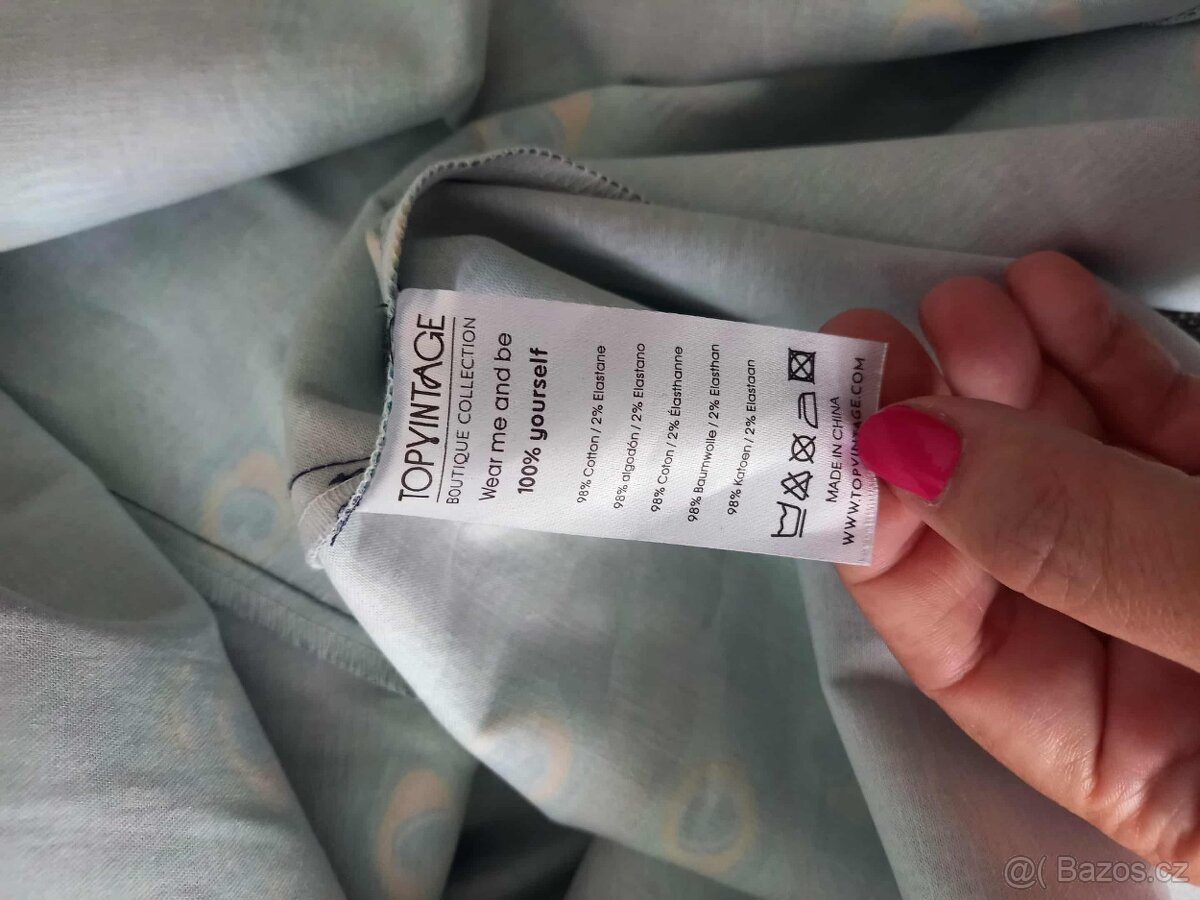 TOPVINTAGE
BOUTIQUE COLLECTION
Wear me and be
100% yourself
98% Cotton / 2% Elastane
98% algodón / 2% Elastano
98% Coton / 2% Élasthanne
98% Baumwolle / 2% Elasthan
98% Katoen / 2% Elastaan
MADE IN CHINA
WWW.TOPVINTAGE.COM
@( Bazos.cz